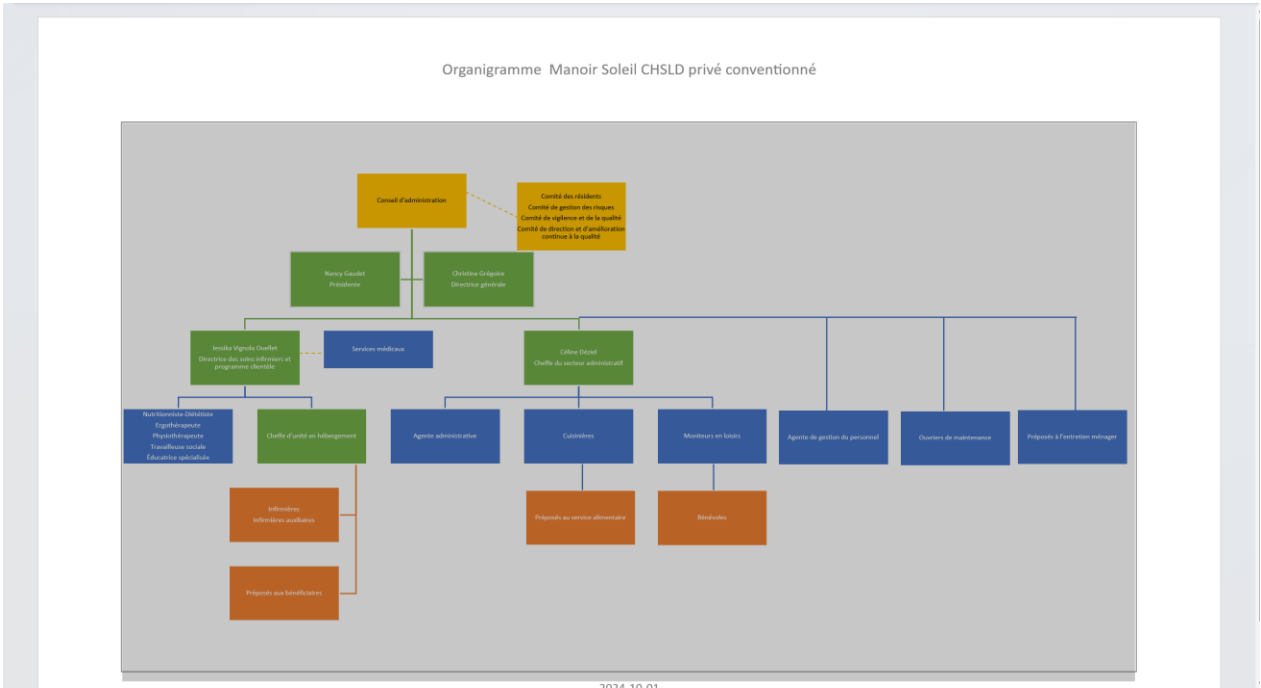 Organigramme Manoir Soleil CHSLD privé conventionné
Conseil d'administration
Comité des résidents
Comité de gestion des risques
Comité de vigilence et de la qualité
Comité de direction et d'amélioration
continue à la qualité
Nancy Gaudet
Présidente
Christine Grégoire
Directrice générale
Jessika Vignola Ouellet
Directrice des soins infirmiers et
programme clientèle
Services médicaux
Céline Déziel
Cheffe du secteur administratif
Nutritionniste-Diététiste
Ergothérapeute
Physiothérapeute
Travailleuse sociale
Éducatrice spécialisée
Cheffe d'unité en hébergement
Agente administrative
Cuisinières
Moniteurs en loisirs
Agente de gestion du personnel
Ouvriers de maintenance
Préposés à l'entretien ménager
Infirmières
Infirmières auxiliaires
Préposés au service alimentaire
Bénévoles
Préposés aux bénéficiaires
2024-10-01